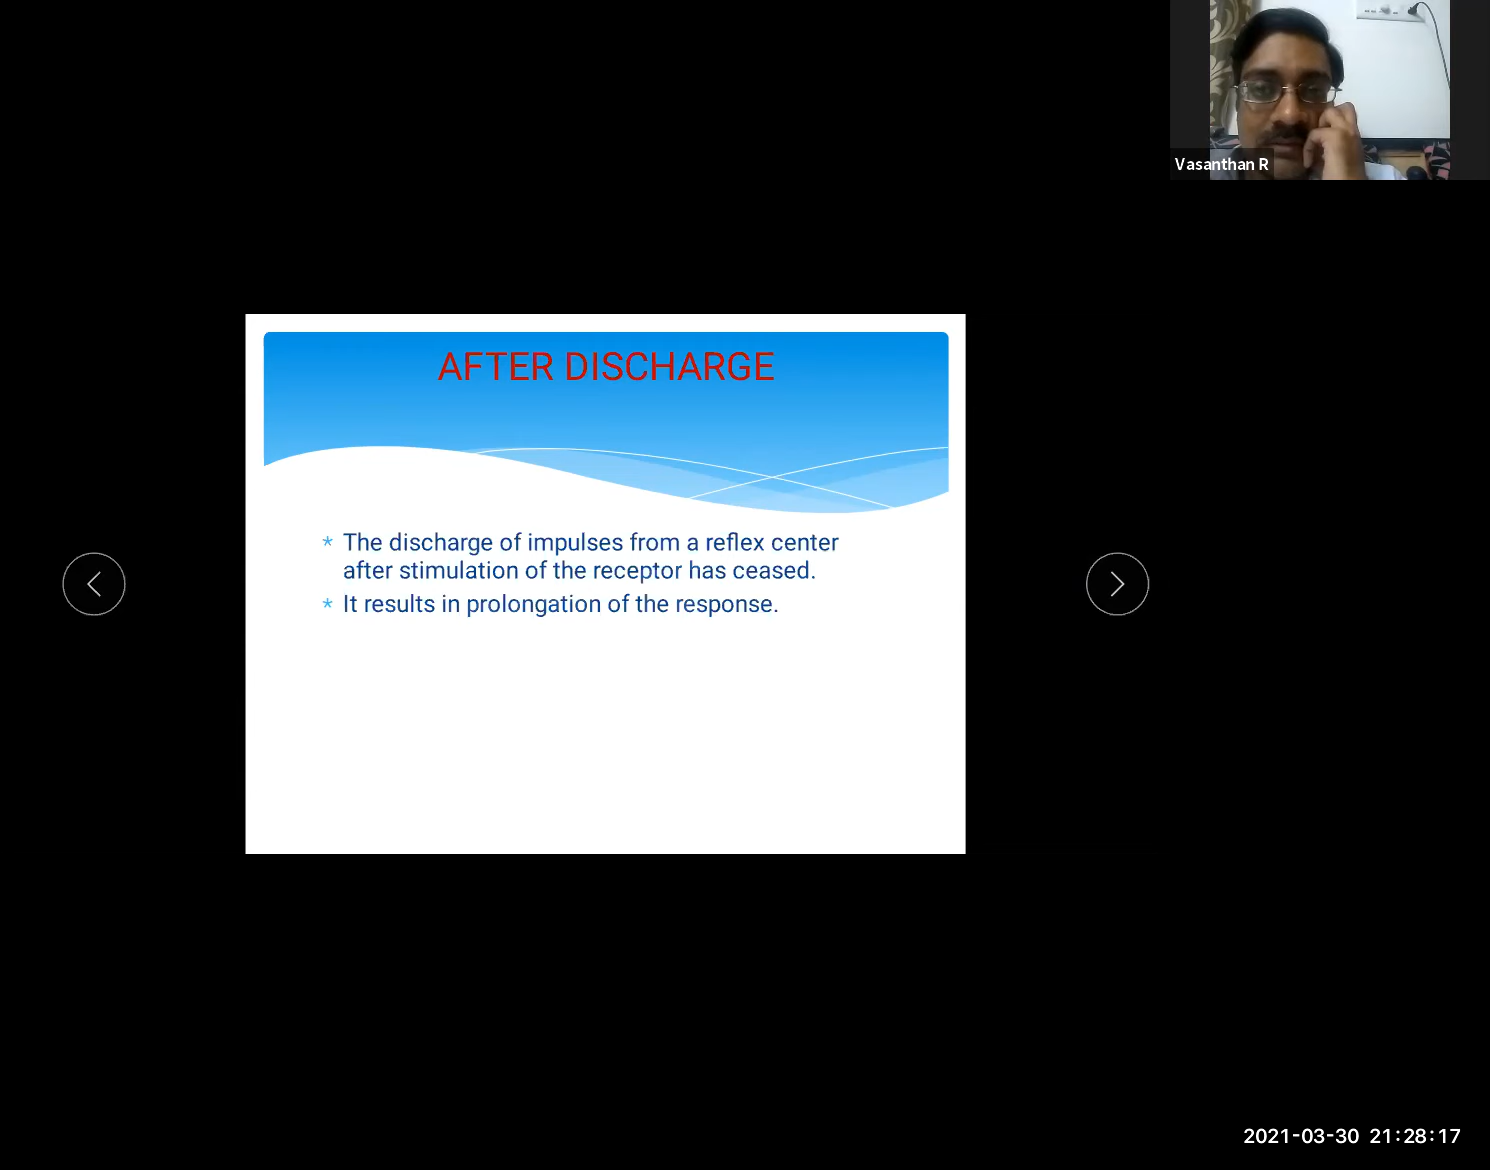 Vasanthan R
AFTER DISCHARGE
* The discharge of impulses from a reflex center
after stimulation of the receptor has ceased.
* It results in prolongation of the response.
2021-03-30 21:28:17